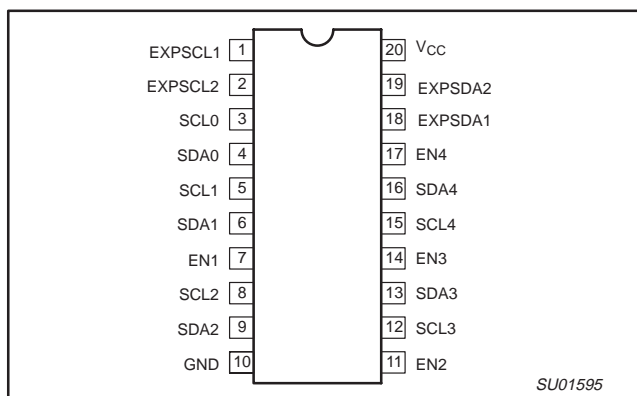 EXPSCL1 1 20 VCC
EXPSCL2 2 19 EXPSDA2
SCL0 3 18 EXPSDA1
SDA0 4 17 EN4
SCL1 5 16 SDA4
SDA1 6 15 SCL4
EN1 7 14 EN3
SCL2 8 13 SDA3
SDA2 9 12 SCL3
GND 10 11 EN2
SU01595